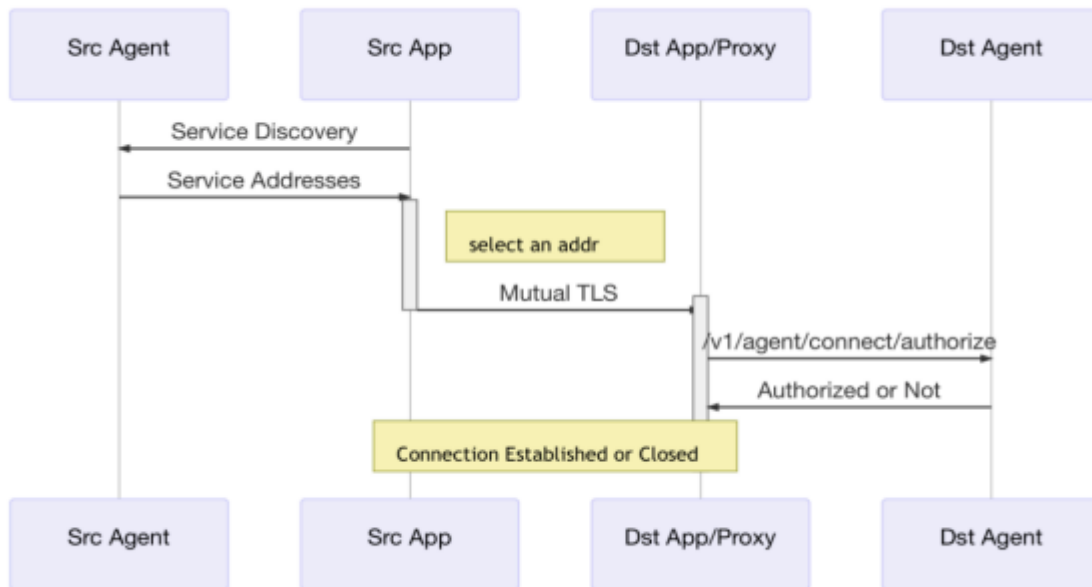 Src Agent
Src App
Dst App/Proxy
Dst Agent
Service Discovery
Service Addresses
select an addr
Mutual TLS
/v1/agent/connect/authorize
Authorized or Not
Connection Established or Closed
Src Agent
Src App
Dst App/Proxy
Dst Agent